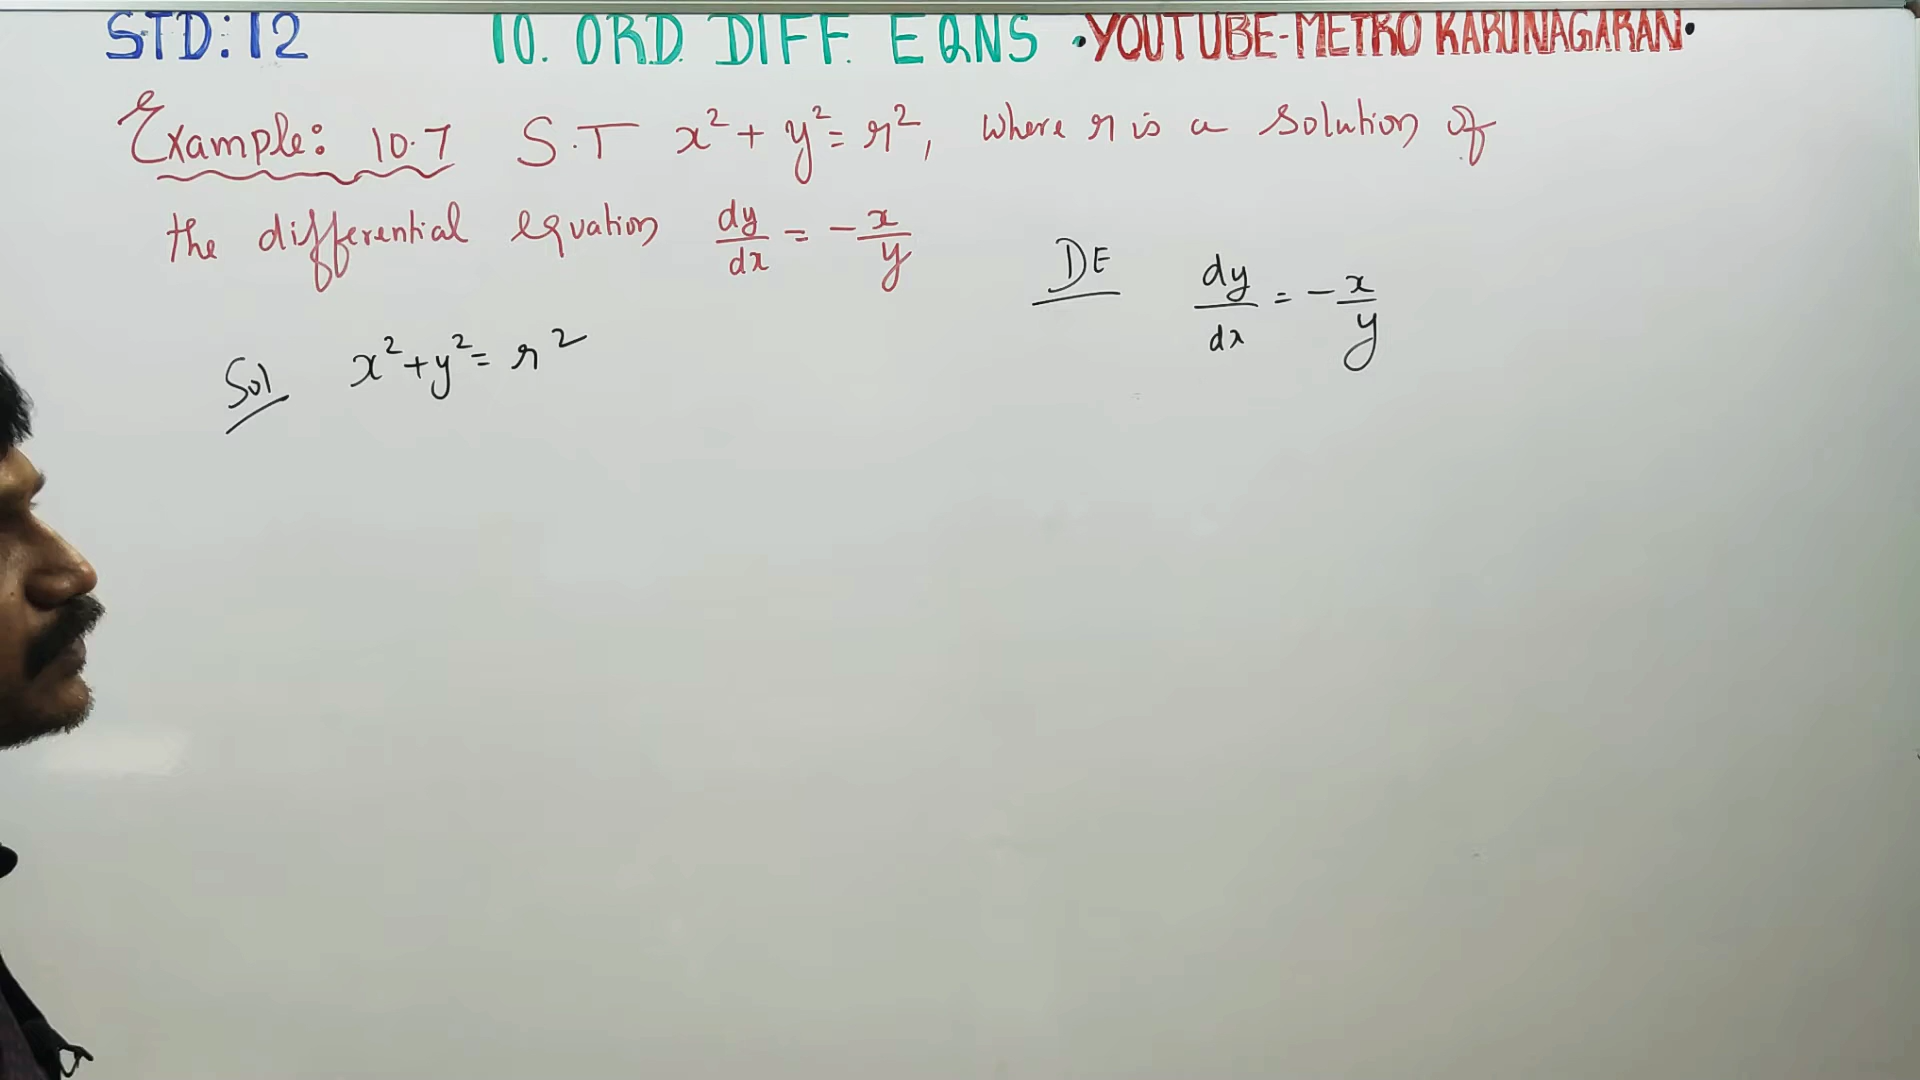 STD:12 10. ORD. DIFF. EQNS •YOUTUBE-METRO KARUNAGARAN•
Example: 10.7 S.T x² + y² = r², where r is a solution of
the differential equation dy/dx = -x/y
DE dy/dx = -x/y
Sol x²+y² = r²